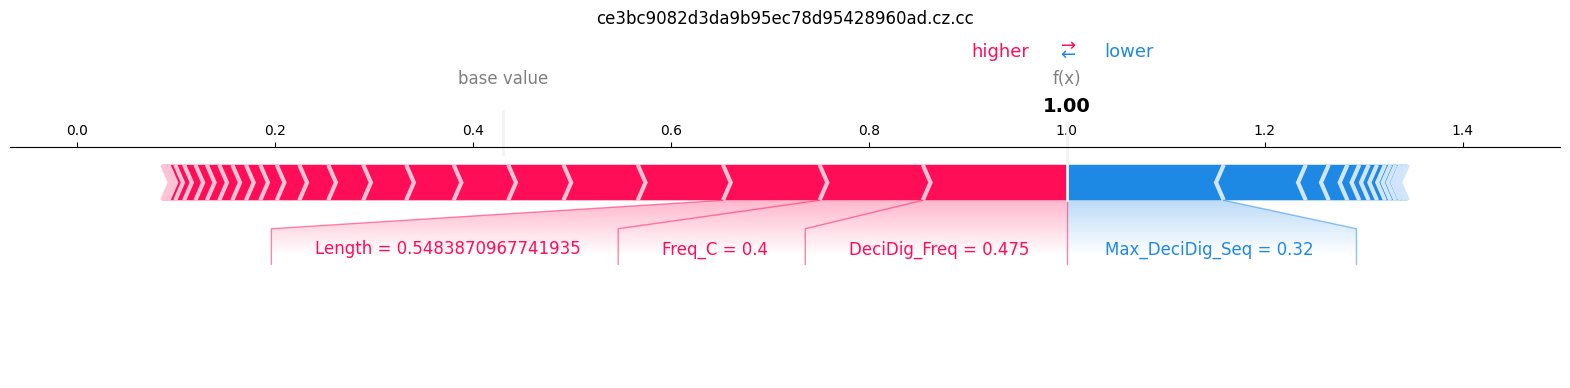 ce3bc9082d3da9b95ec78d95428960ad.cz.cc
higher → ← lower
base value f(x)
1.00
0.0 0.2 0.4 0.6 0.8 1.0 1.2 1.4
Length = 0.5483870967741935 Freq_C = 0.4 DeciDig_Freq = 0.475 Max_DeciDig_Seq = 0.32